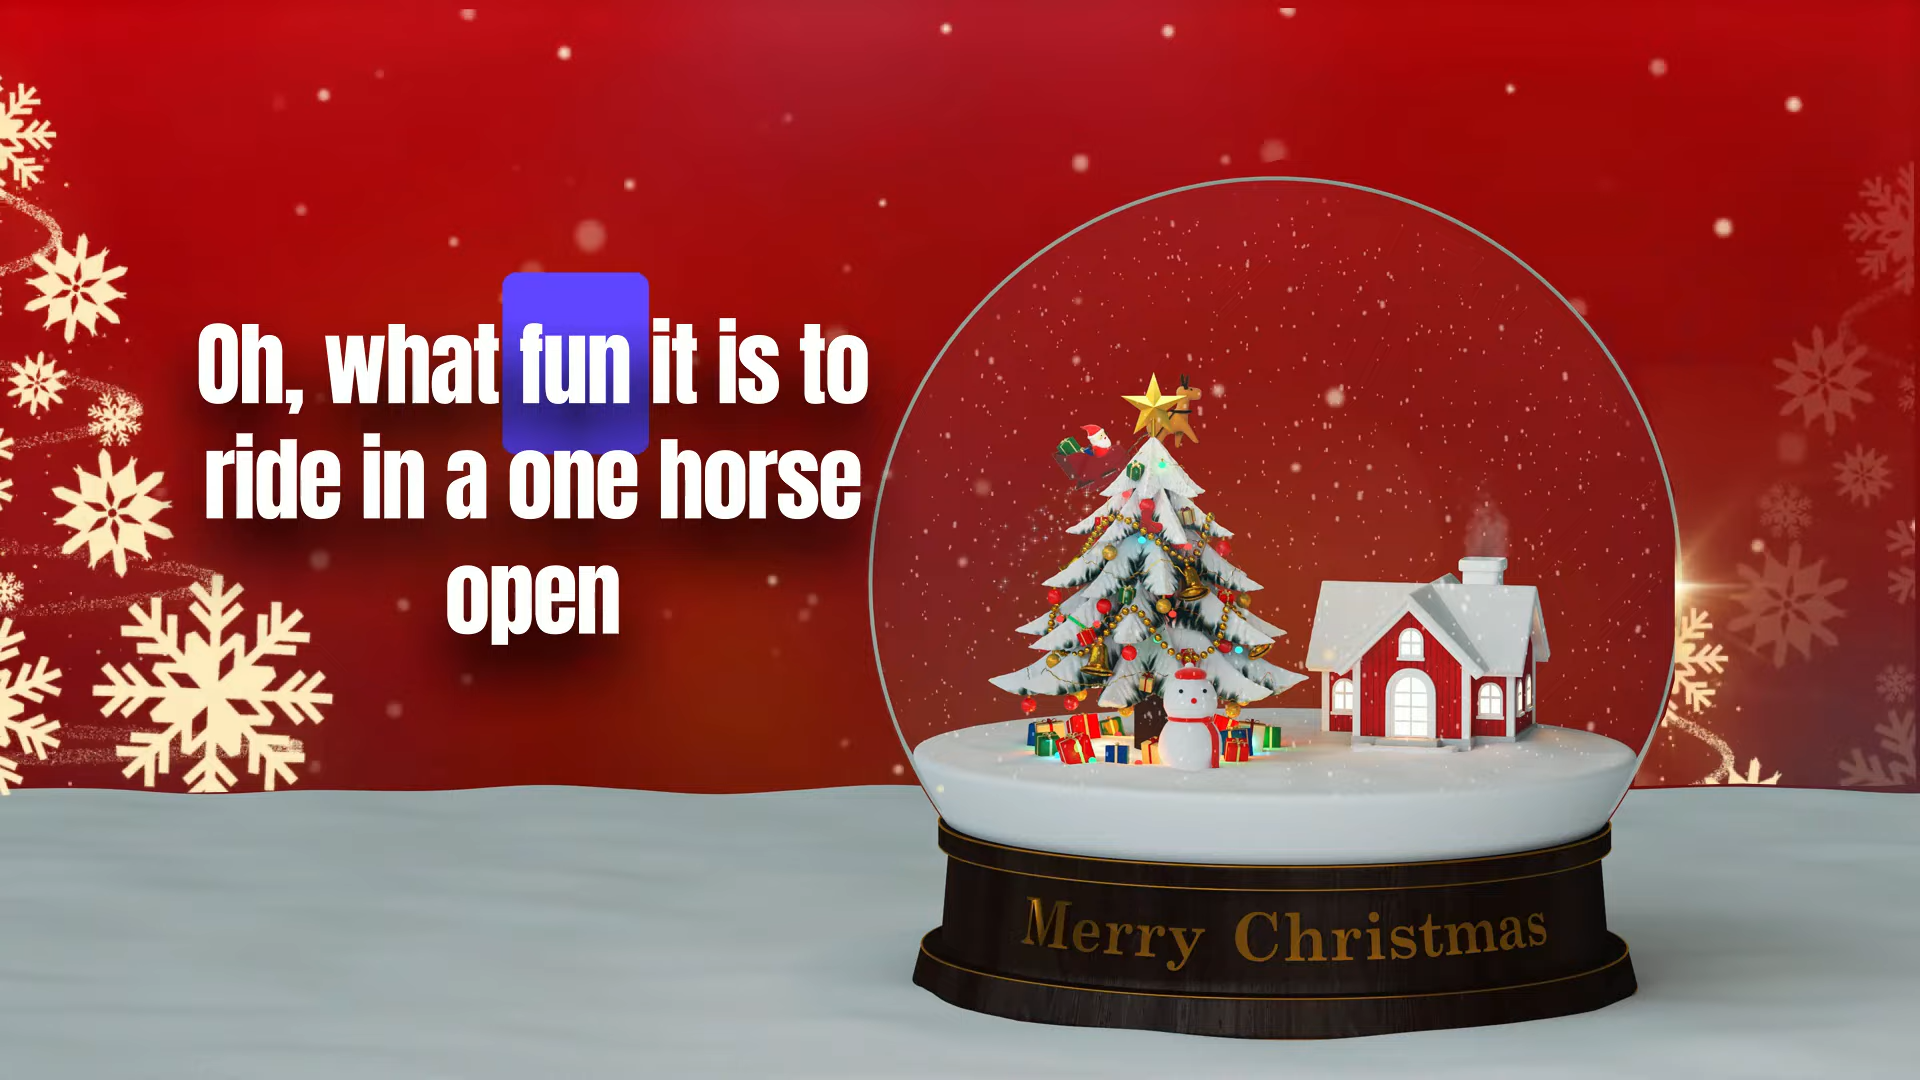 Oh, what fun it is to
ride in a one horse
open
Merry Christmas